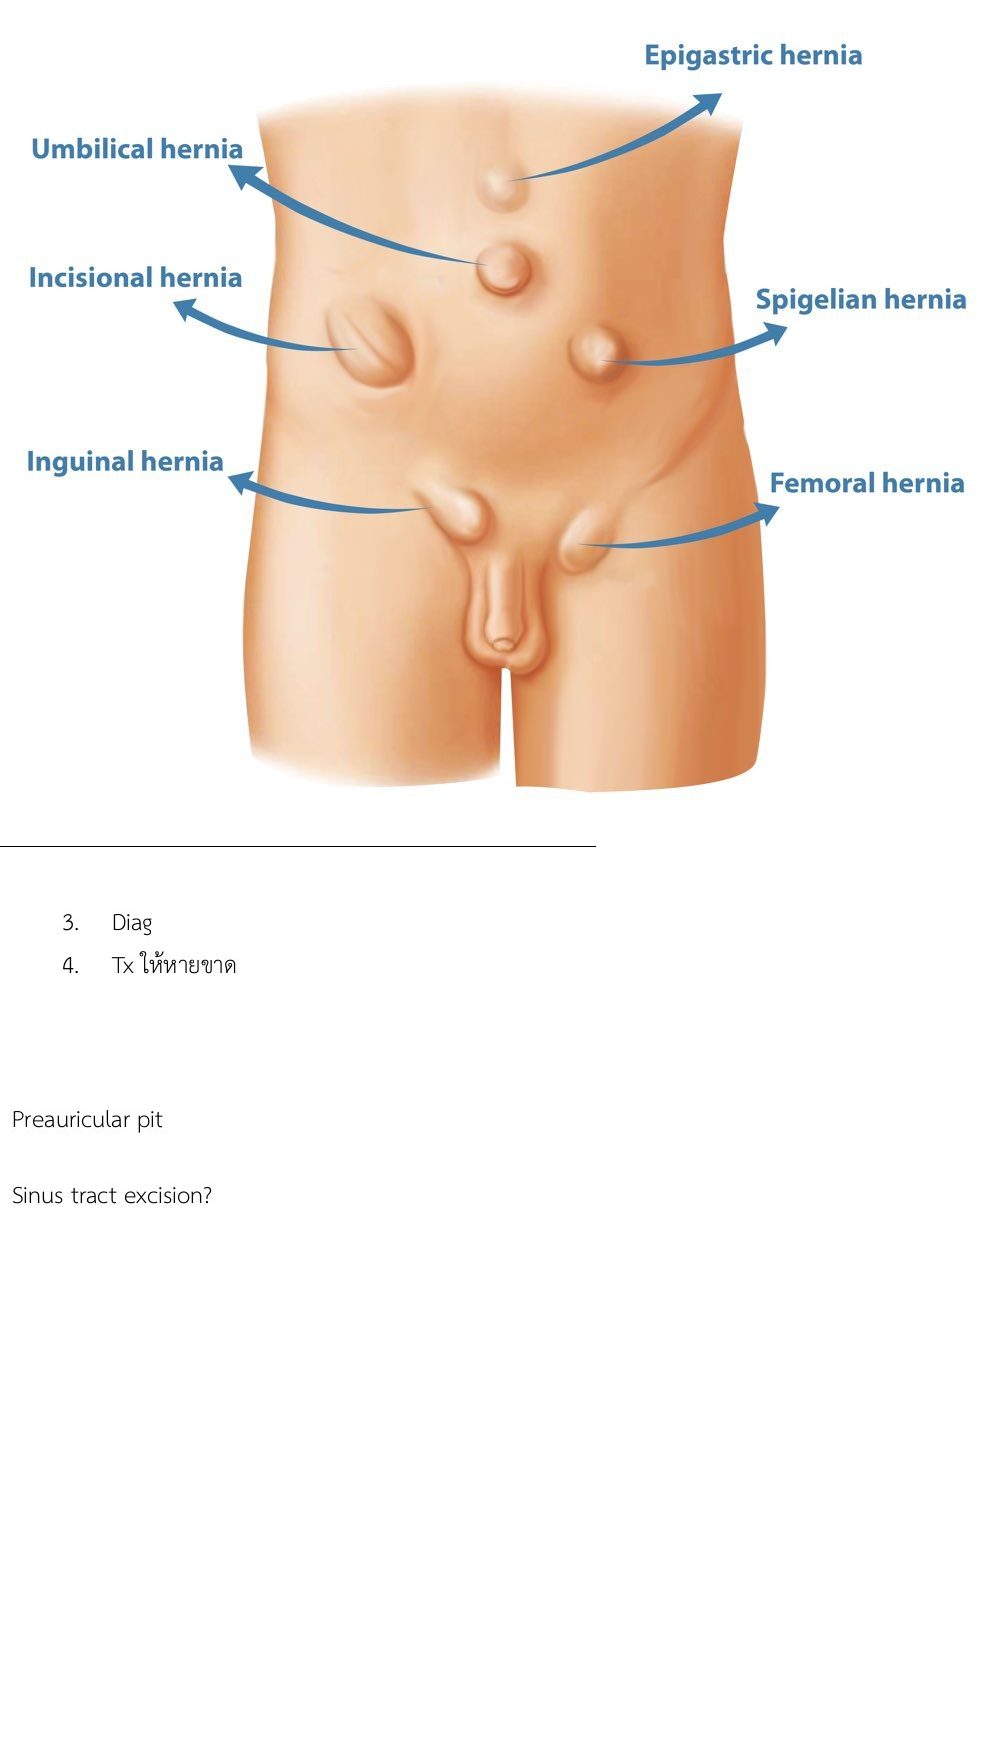 Epigastric hernia
Umbilical hernia
Incisional hernia
Spigelian hernia
Inguinal hernia
Femoral hernia
3. Diag
4. Tx ให้หายขาด
Preauricular pit
Sinus tract excision?